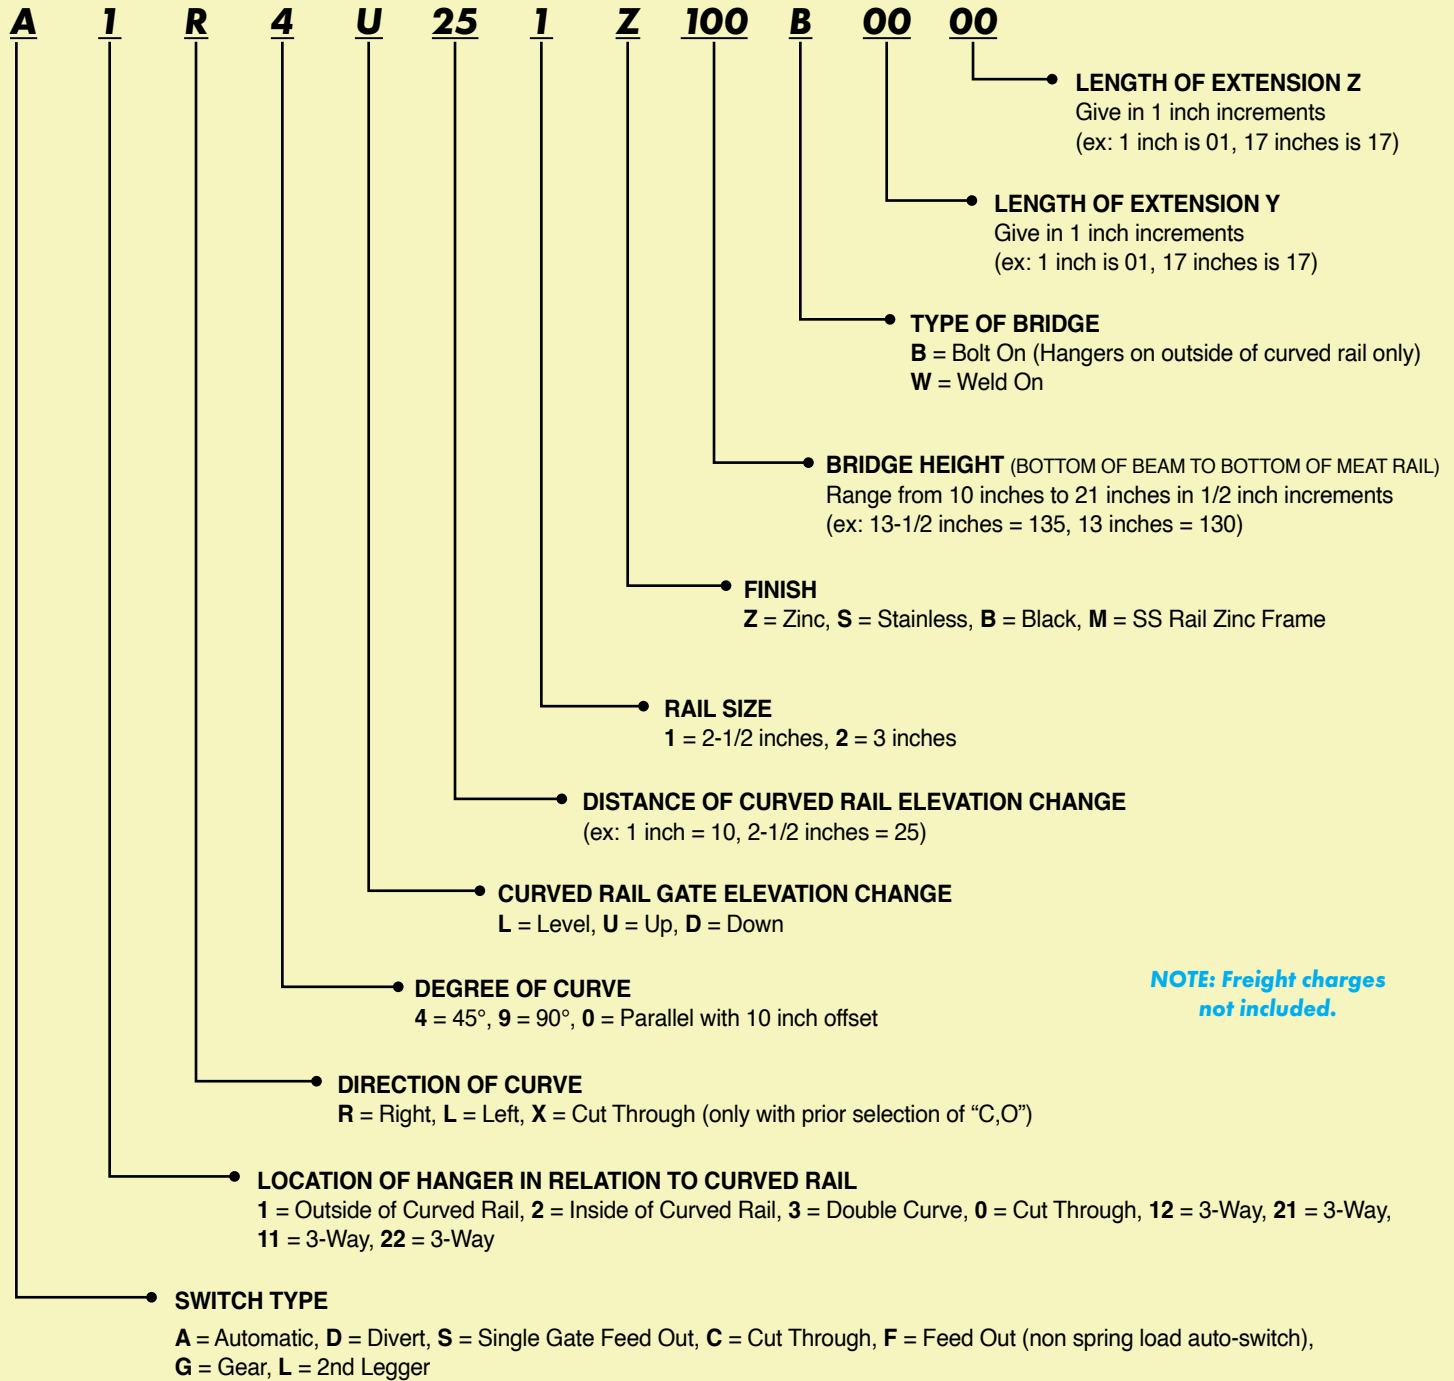 A 1 R 4 U 25 1 Z 100 B 00 00
LENGTH OF EXTENSION Z
Give in 1 inch increments
(ex: 1 inch is 01, 17 inches is 17)
LENGTH OF EXTENSION Y
Give in 1 inch increments
(ex: 1 inch is 01, 17 inches is 17)
TYPE OF BRIDGE
B = Bolt On (Hangers on outside of curved rail only)
W = Weld On
BRIDGE HEIGHT (BOTTOM OF BEAM TO BOTTOM OF MEAT RAIL)
Range from 10 inches to 21 inches in 1/2 inch increments
(ex: 13-1/2 inches = 135, 13 inches = 130)
FINISH
Z = Zinc, S = Stainless, B = Black, M = SS Rail Zinc Frame
RAIL SIZE
1 = 2-1/2 inches, 2 = 3 inches
DISTANCE OF CURVED RAIL ELEVATION CHANGE
(ex: 1 inch = 10, 2-1/2 inches = 25)
CURVED RAIL GATE ELEVATION CHANGE
L = Level, U = Up, D = Down
NOTE: Freight charges
not included.
DEGREE OF CURVE
4 = 45°, 9 = 90°, 0 = Parallel with 10 inch offset
DIRECTION OF CURVE
R = Right, L = Left, X = Cut Through (only with prior selection of “C,O”)
LOCATION OF HANGER IN RELATION TO CURVED RAIL
1 = Outside of Curved Rail, 2 = Inside of Curved Rail, 3 = Double Curve, 0 = Cut Through, 12 = 3-Way, 21 = 3-Way,
11 = 3-Way, 22 = 3-Way
SWITCH TYPE
A = Automatic, D = Divert, S = Single Gate Feed Out, C = Cut Through, F = Feed Out (non spring load auto-switch),
G = Gear, L = 2nd Legger